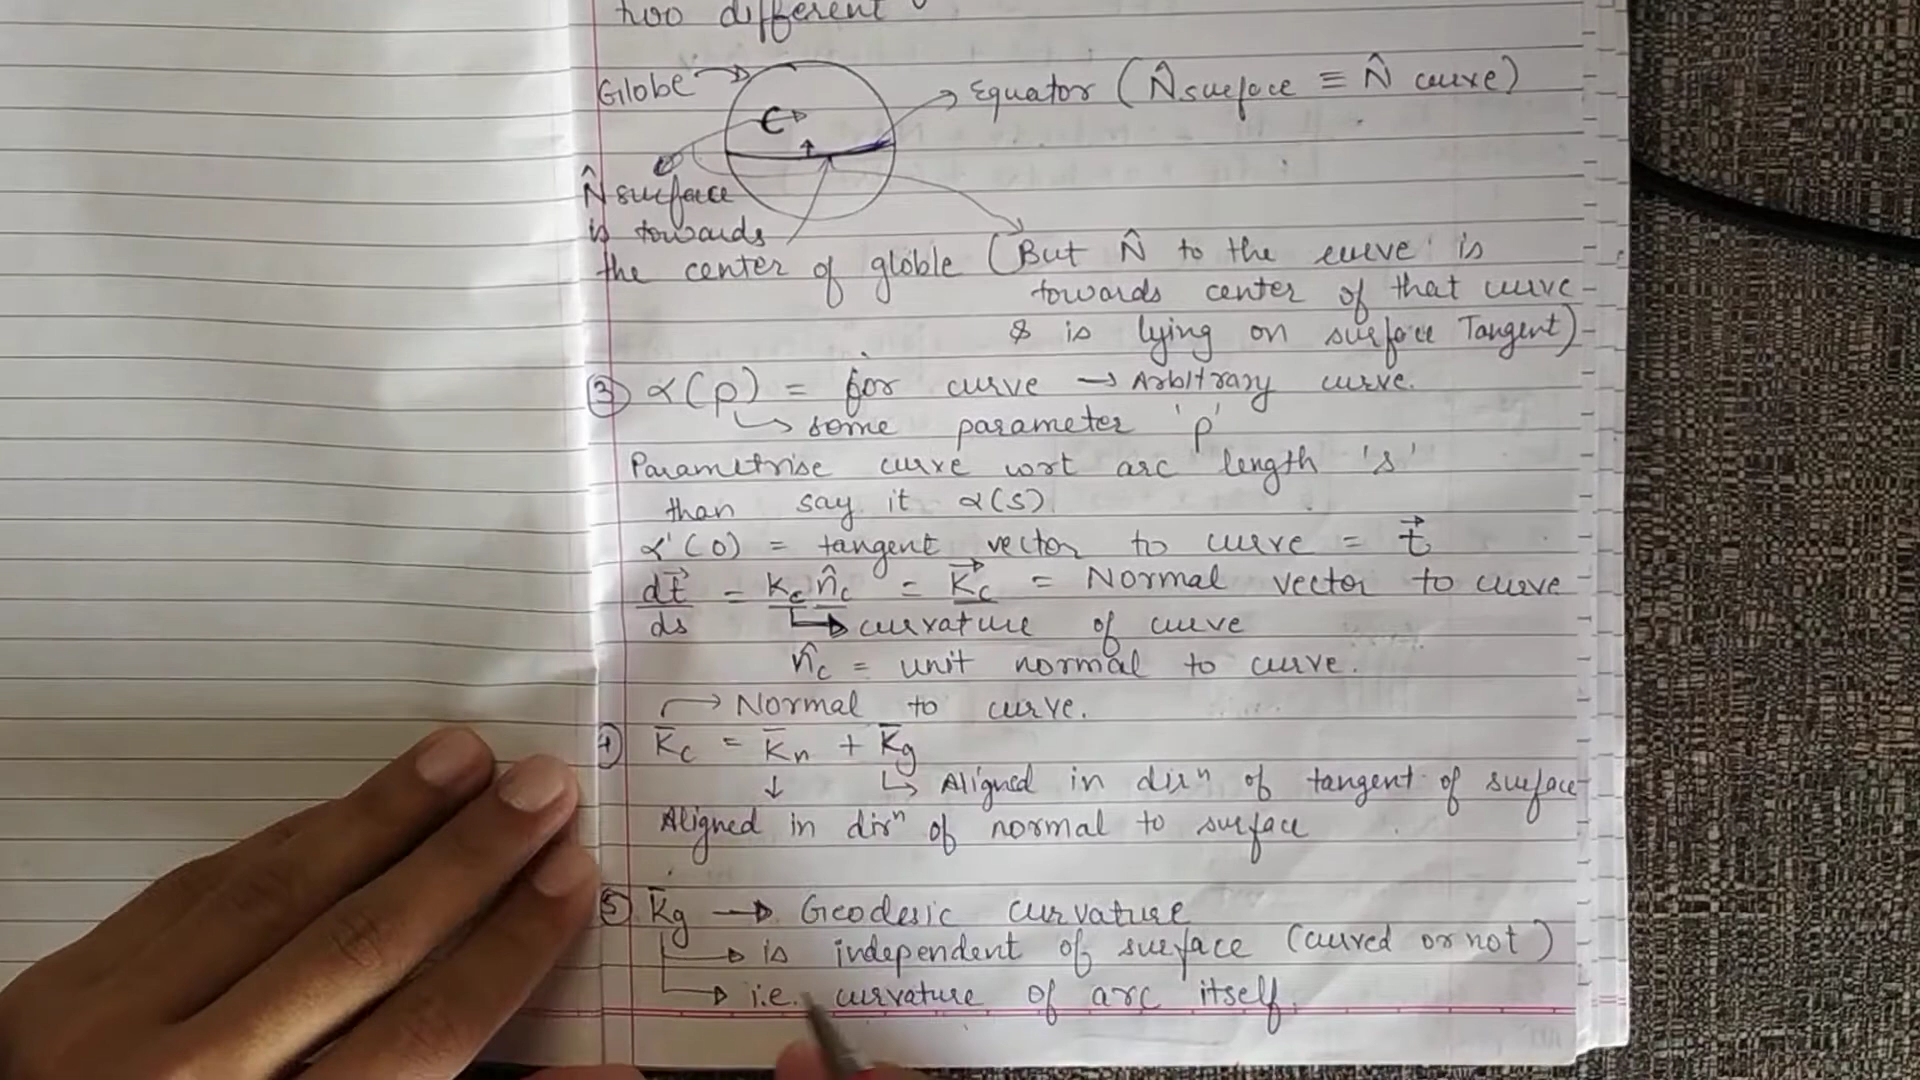 two different
Globe
Equator ( N̂ surface ≡ N̂ curve )
C
N̂ surface
is towards
the center of globle ( But N̂ to the curve is
towards center of that curve
& is lying on surface Tangent )
③ α(p) = for curve → Arbitrary curve.
↳ some parameter 'p'
Parametrise curve wrt arc length 's'
than say it α(s)
α'(0) = tangent vector to curve = t⃗
dt⃗/ds = Kc n̂c = K⃗c = Normal vector to curve
↳ curvature of curve
n̂c = unit normal to curve.
→ Normal to curve.
④ K̄c = K̄n + K̄g
↓ ↳ Aligned in dirⁿ of tangent of surface
Aligned in dirⁿ of normal to surface
⑤ K̄g → Geodesic curvature
→ is independent of surface (curved or not)
→ i.e. curvature of arc itself.